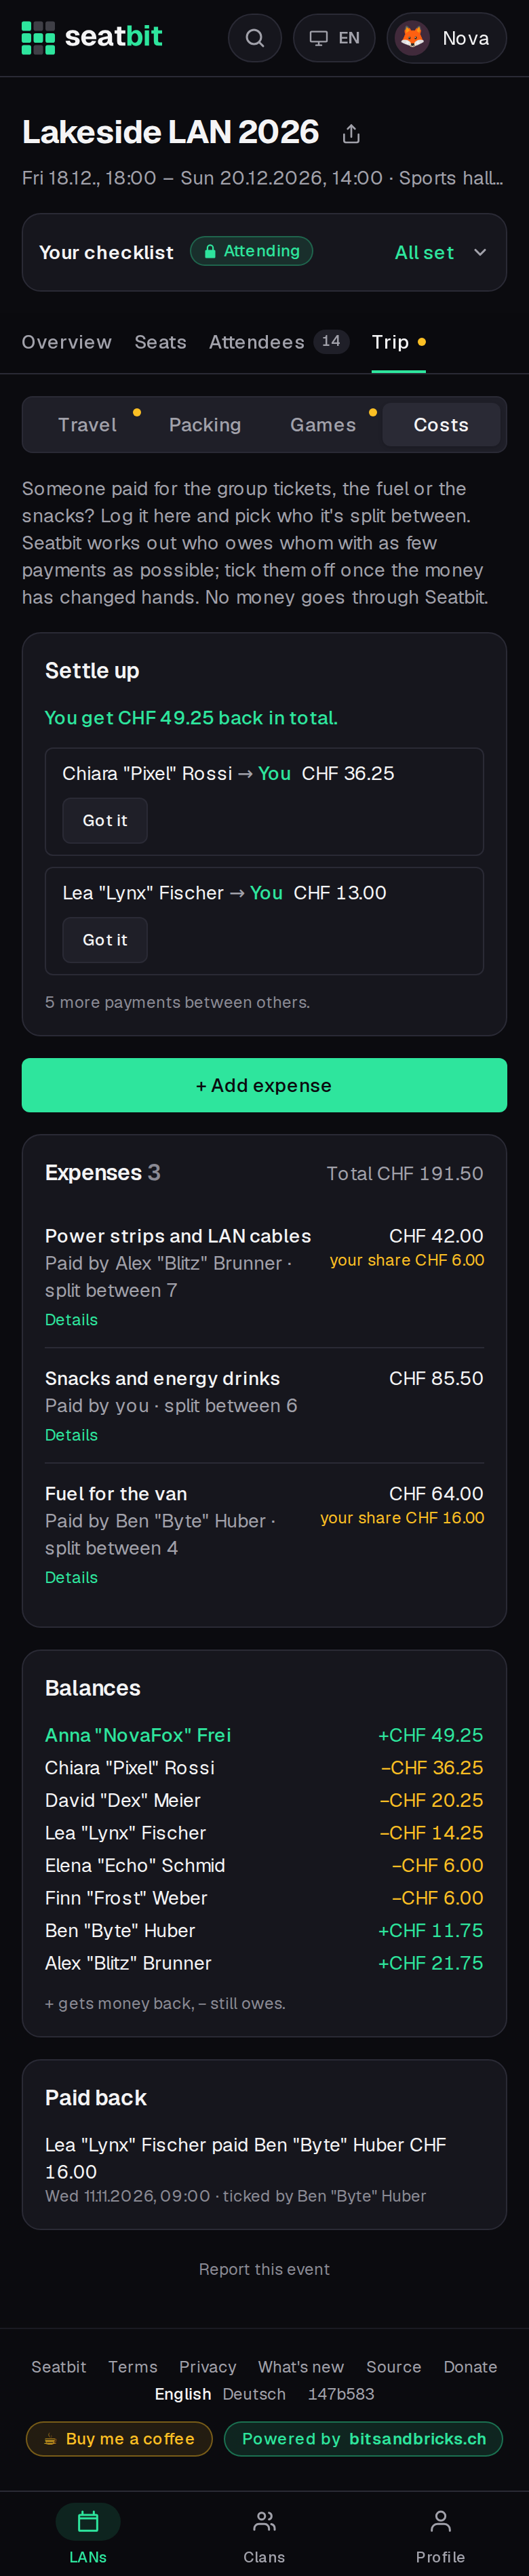 seatbit
EN
Nova
Lakeside LAN 2026
Fri 18.12., 18:00 – Sun 20.12.2026, 14:00 · Sports hall...
Your checklist
Attending
All set
Overview
Seats
Attendees 14
Trip
Travel
Packing
Games
Costs
Someone paid for the group tickets, the fuel or the
snacks? Log it here and pick who it's split between.
Seatbit works out who owes whom with as few
payments as possible; tick them off once the money
has changed hands. No money goes through Seatbit.
Settle up
You get CHF 49.25 back in total.
Chiara "Pixel" Rossi → You CHF 36.25
Got it
Lea "Lynx" Fischer → You CHF 13.00
Got it
5 more payments between others.
+ Add expense
Expenses 3
Total CHF 191.50
Power strips and LAN cables
CHF 42.00
Paid by Alex "Blitz" Brunner ·
your share CHF 6.00
split between 7
Details
Snacks and energy drinks
CHF 85.50
Paid by you · split between 6
Details
Fuel for the van
CHF 64.00
Paid by Ben "Byte" Huber ·
your share CHF 16.00
split between 4
Details
Balances
Anna "NovaFox" Frei +CHF 49.25
Chiara "Pixel" Rossi −CHF 36.25
David "Dex" Meier −CHF 20.25
Lea "Lynx" Fischer −CHF 14.25
Elena "Echo" Schmid −CHF 6.00
Finn "Frost" Weber −CHF 6.00
Ben "Byte" Huber +CHF 11.75
Alex "Blitz" Brunner +CHF 21.75
+ gets money back, − still owes.
Paid back
Lea "Lynx" Fischer paid Ben "Byte" Huber CHF
16.00
Wed 11.11.2026, 09:00 · ticked by Ben "Byte" Huber
Report this event
Seatbit Terms Privacy What's new Source Donate
English Deutsch 147b583
Buy me a coffee
Powered by bitsandbricks.ch
LANs
Clans
Profile